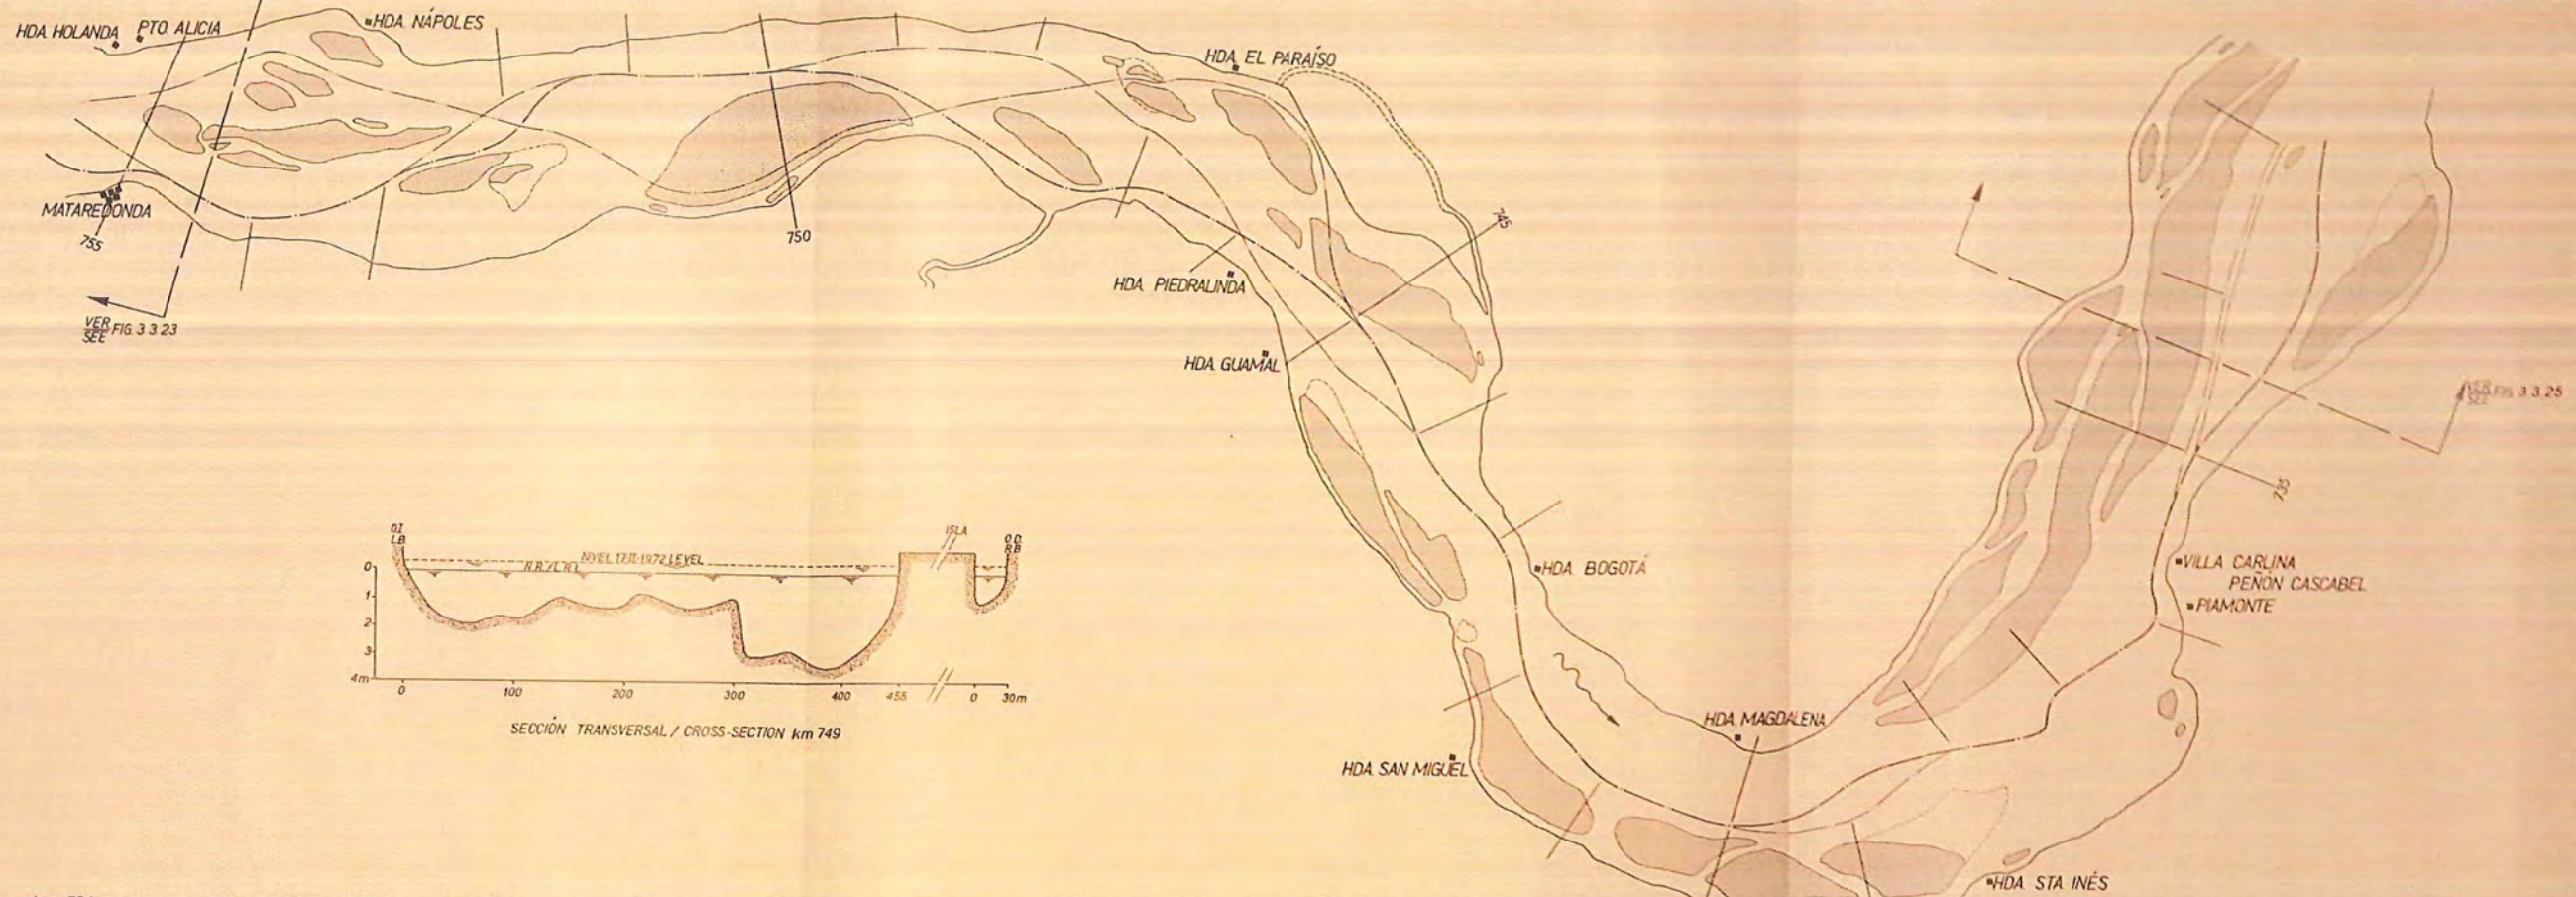 HDA. HOLANDA
PTO. ALICIA
HDA. NÁPOLES
HDA. EL PARAÍSO
MATAREDONDA
755
750
745
VER
SEE FIG. 3.3.23
HDA. PIEDRALINDA
HDA. GUAMAL
VER
SEE FIG. 3.3.25
735
O.I.
L.B.
ISLA
O.D.
R.B.
NIVEL 17-II-1972 LEVEL
N.R./L.R.L.
0
1
2
3
4m
0 100 200 300 400 455 0 30m
SECCIÓN TRANSVERSAL / CROSS-SECTION km 749
HDA. BOGOTÁ
VILLA CARLINA
PEÑÓN CASCABEL
PIAMONTE
HDA. MAGDALENA
HDA. SAN MIGUEL
HDA. STA. INÉS